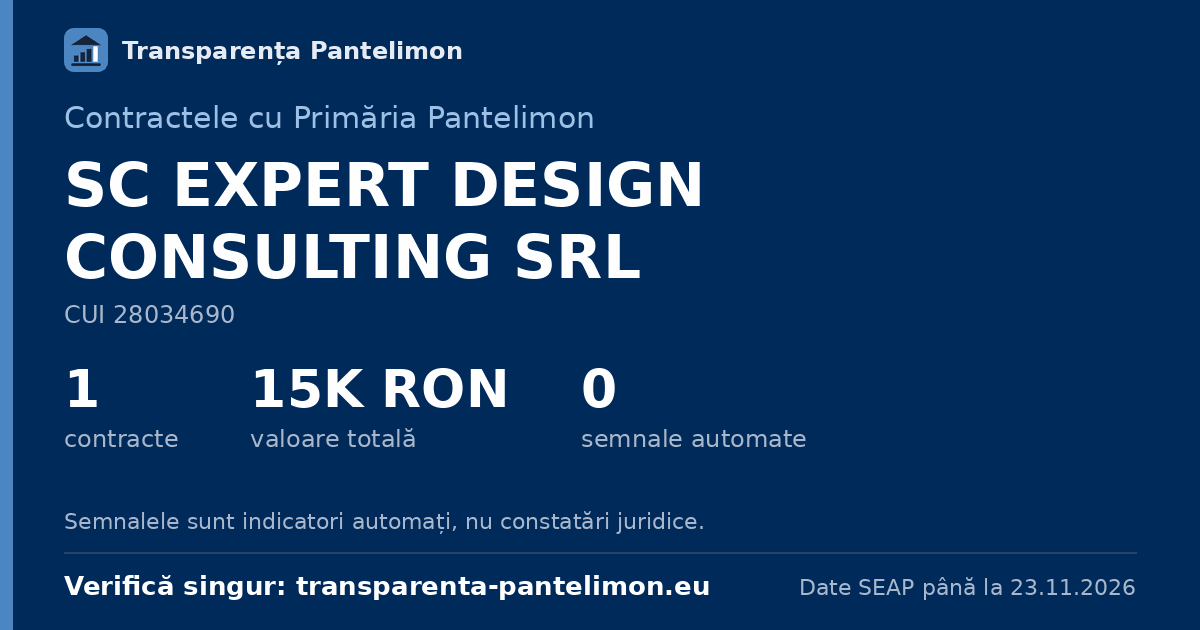 Transparența Pantelimon
Contractele cu Primăria Pantelimon
SC EXPERT DESIGN
CONSULTING SRL
CUI 28034690
1 15K RON 0
contracte valoare totală semnale automate
Semnalele sunt indicatori automați, nu constatări juridice.
Verifică singur: transparenta-pantelimon.eu Date SEAP până la 23.11.2026